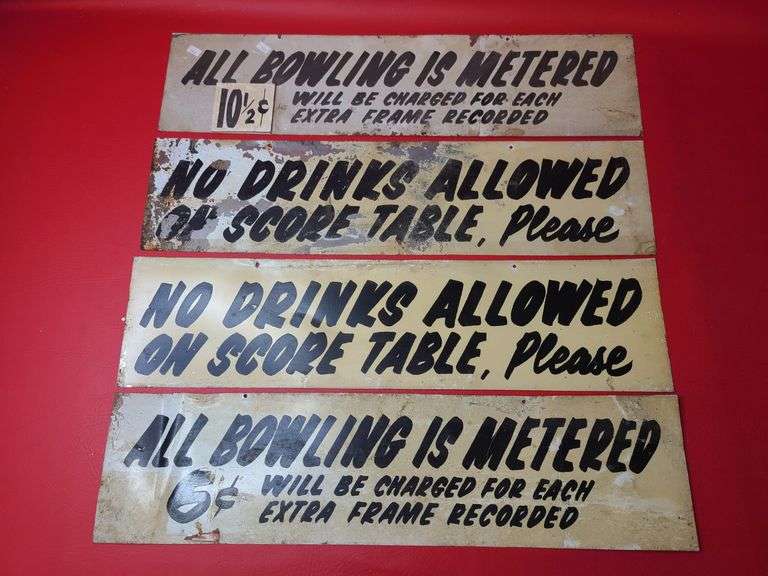 ALL BOWLING IS METERED
10½¢ WILL BE CHARGED FOR EACH
EXTRA FRAME RECORDED
NO DRINKS ALLOWED
ON SCORE TABLE, Please
NO DRINKS ALLOWED
ON SCORE TABLE, Please
ALL BOWLING IS METERED
6¢ WILL BE CHARGED FOR EACH
EXTRA FRAME RECORDED